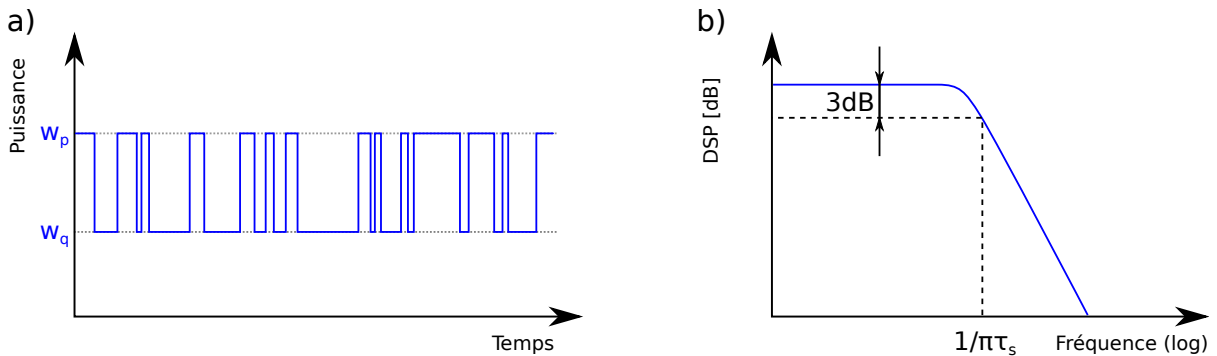 a)
Puissance
w_p
w_q
Temps
b)
DSP [dB]
3dB
1/πτ_s
Fréquence (log)